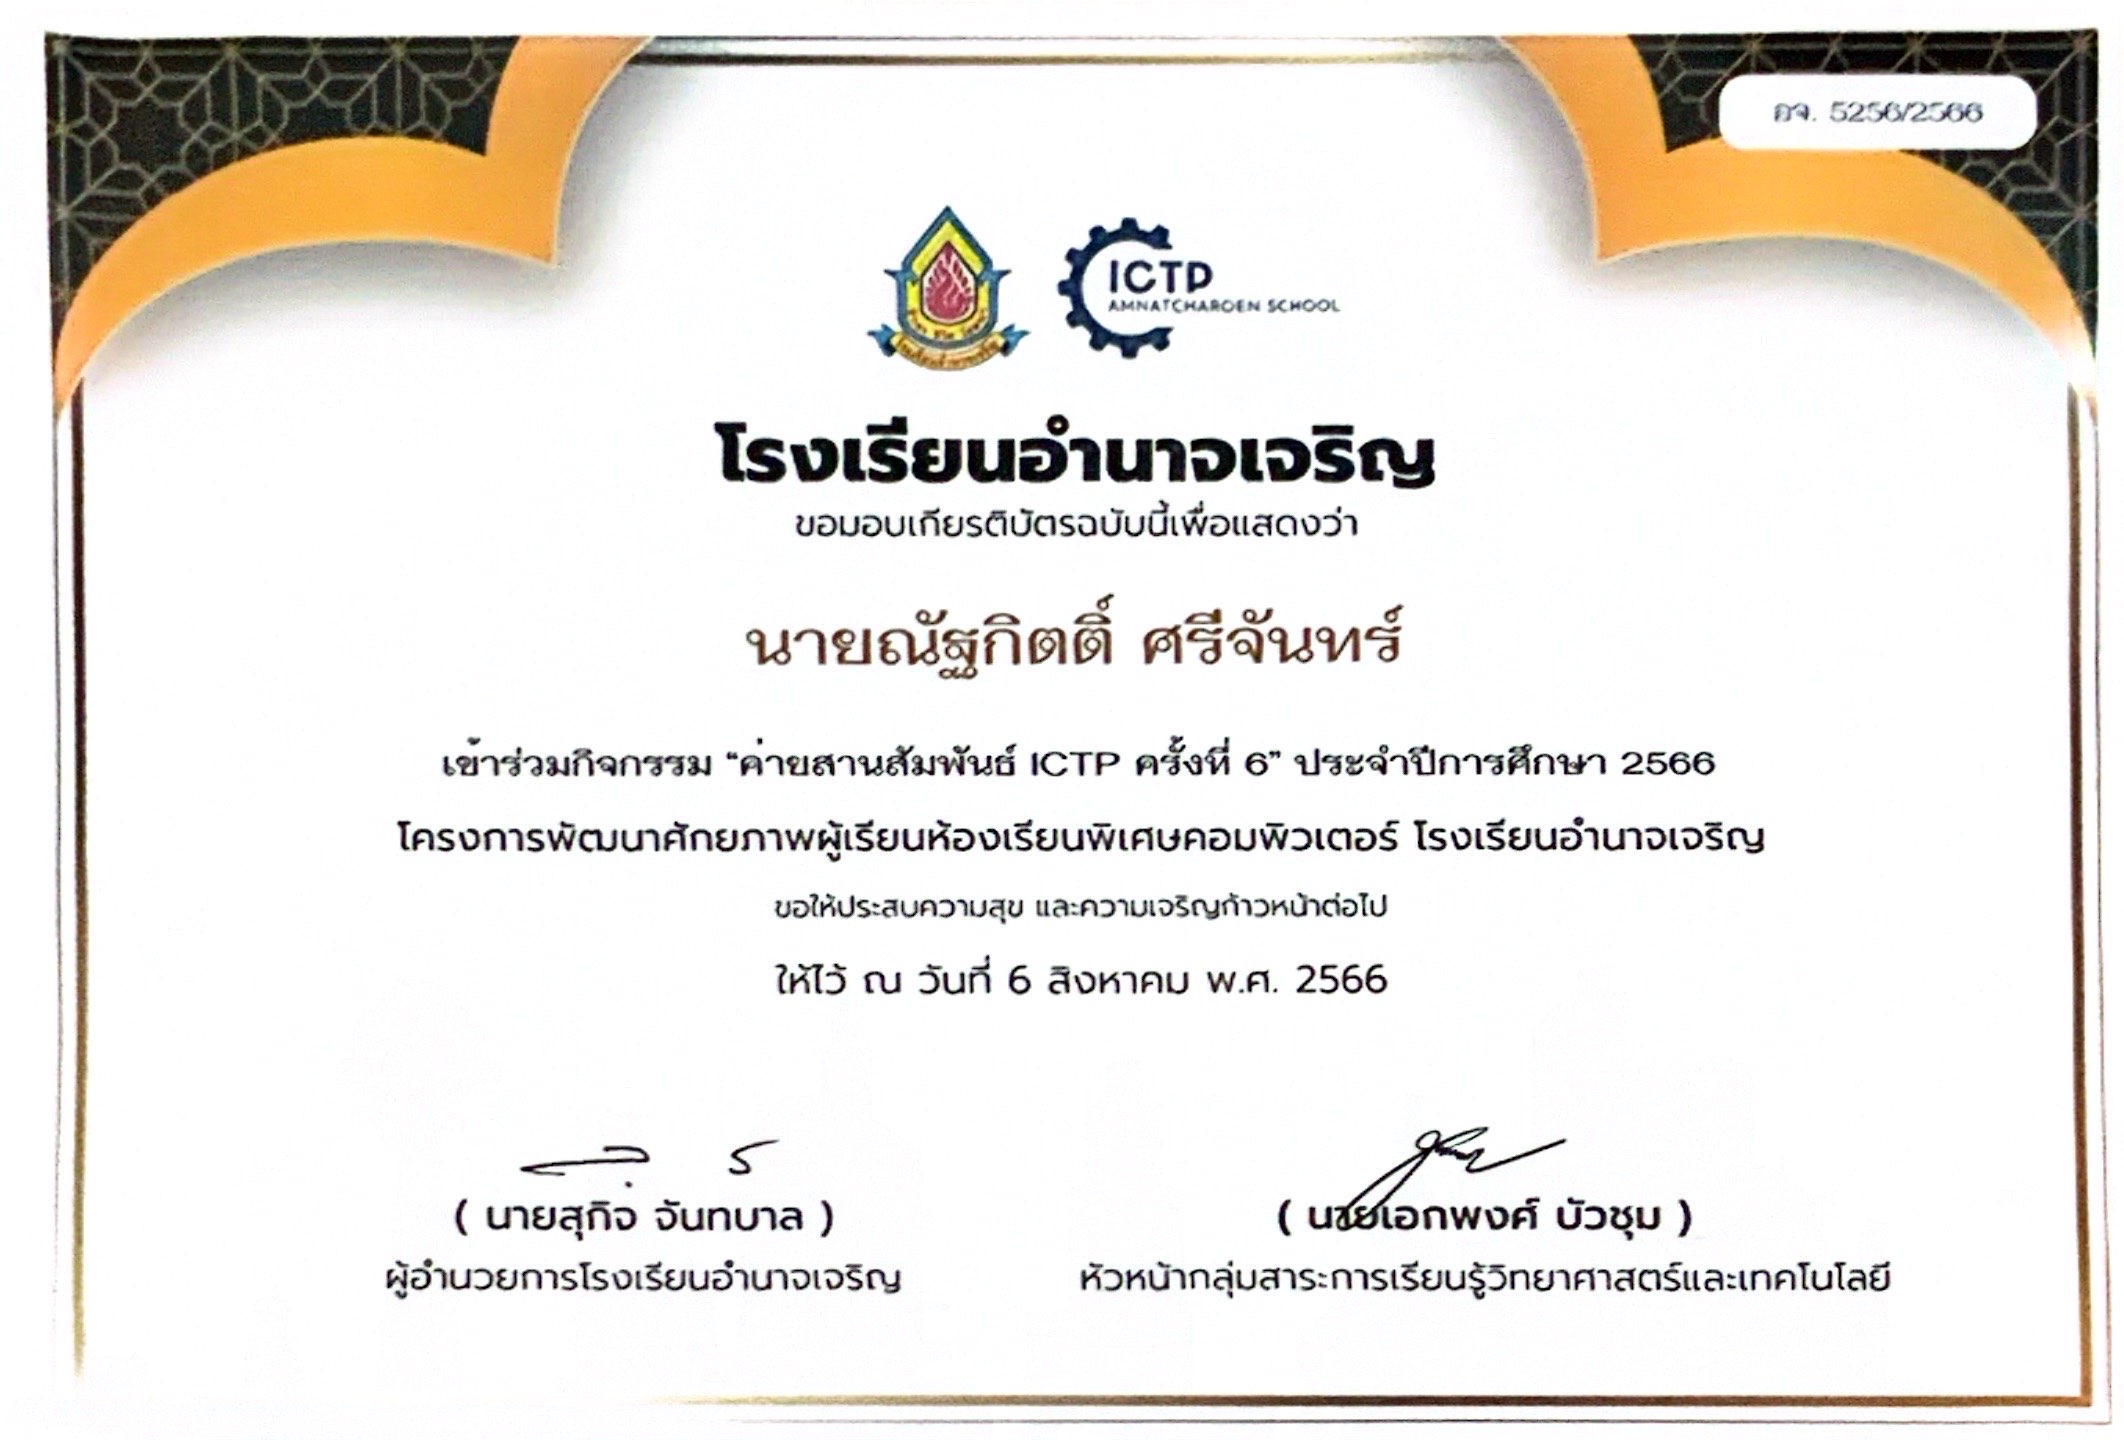 อจ. 5256/2566
ICTP
AMNATCHAROEN SCHOOL
โรงเรียนอำนาจเจริญ
ขอมอบเกียรติบัตรฉบับนี้เพื่อแสดงว่า
นายณัฐกิตติ์ ศรีจันทร์
เข้าร่วมกิจกรรม “ค่ายสานสัมพันธ์ ICTP ครั้งที่ 6” ประจำปีการศึกษา 2566
โครงการพัฒนาศักยภาพผู้เรียนห้องเรียนพิเศษคอมพิวเตอร์ โรงเรียนอำนาจเจริญ
ขอให้ประสบความสุข และความเจริญก้าวหน้าต่อไป
ให้ไว้ ณ วันที่ 6 สิงหาคม พ.ศ. 2566
( นายสุกิจ จันทบาล ) ( นายเอกพงศ์ บัวชุม )
ผู้อำนวยการโรงเรียนอำนาจเจริญ หัวหน้ากลุ่มสาระการเรียนรู้วิทยาศาสตร์และเทคโนโลยี